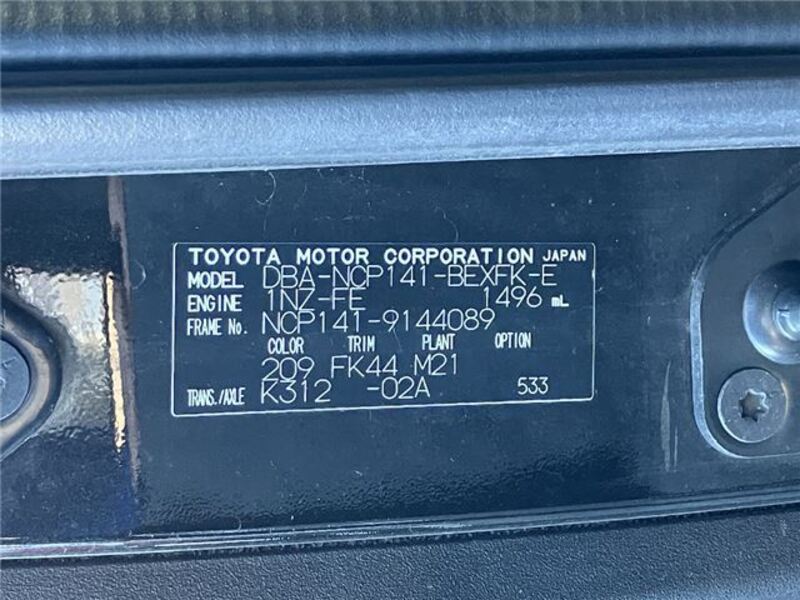 TOYOTA MOTOR CORPORATION JAPAN
MODEL DBA-NCP141-BEXFK-E
ENGINE 1NZ-FE 1496 mL
FRAME No. NCP141-9144089
COLOR TRIM PLANT OPTION
209 FK44 M21
TRANS./AXLE K312 -02A 533